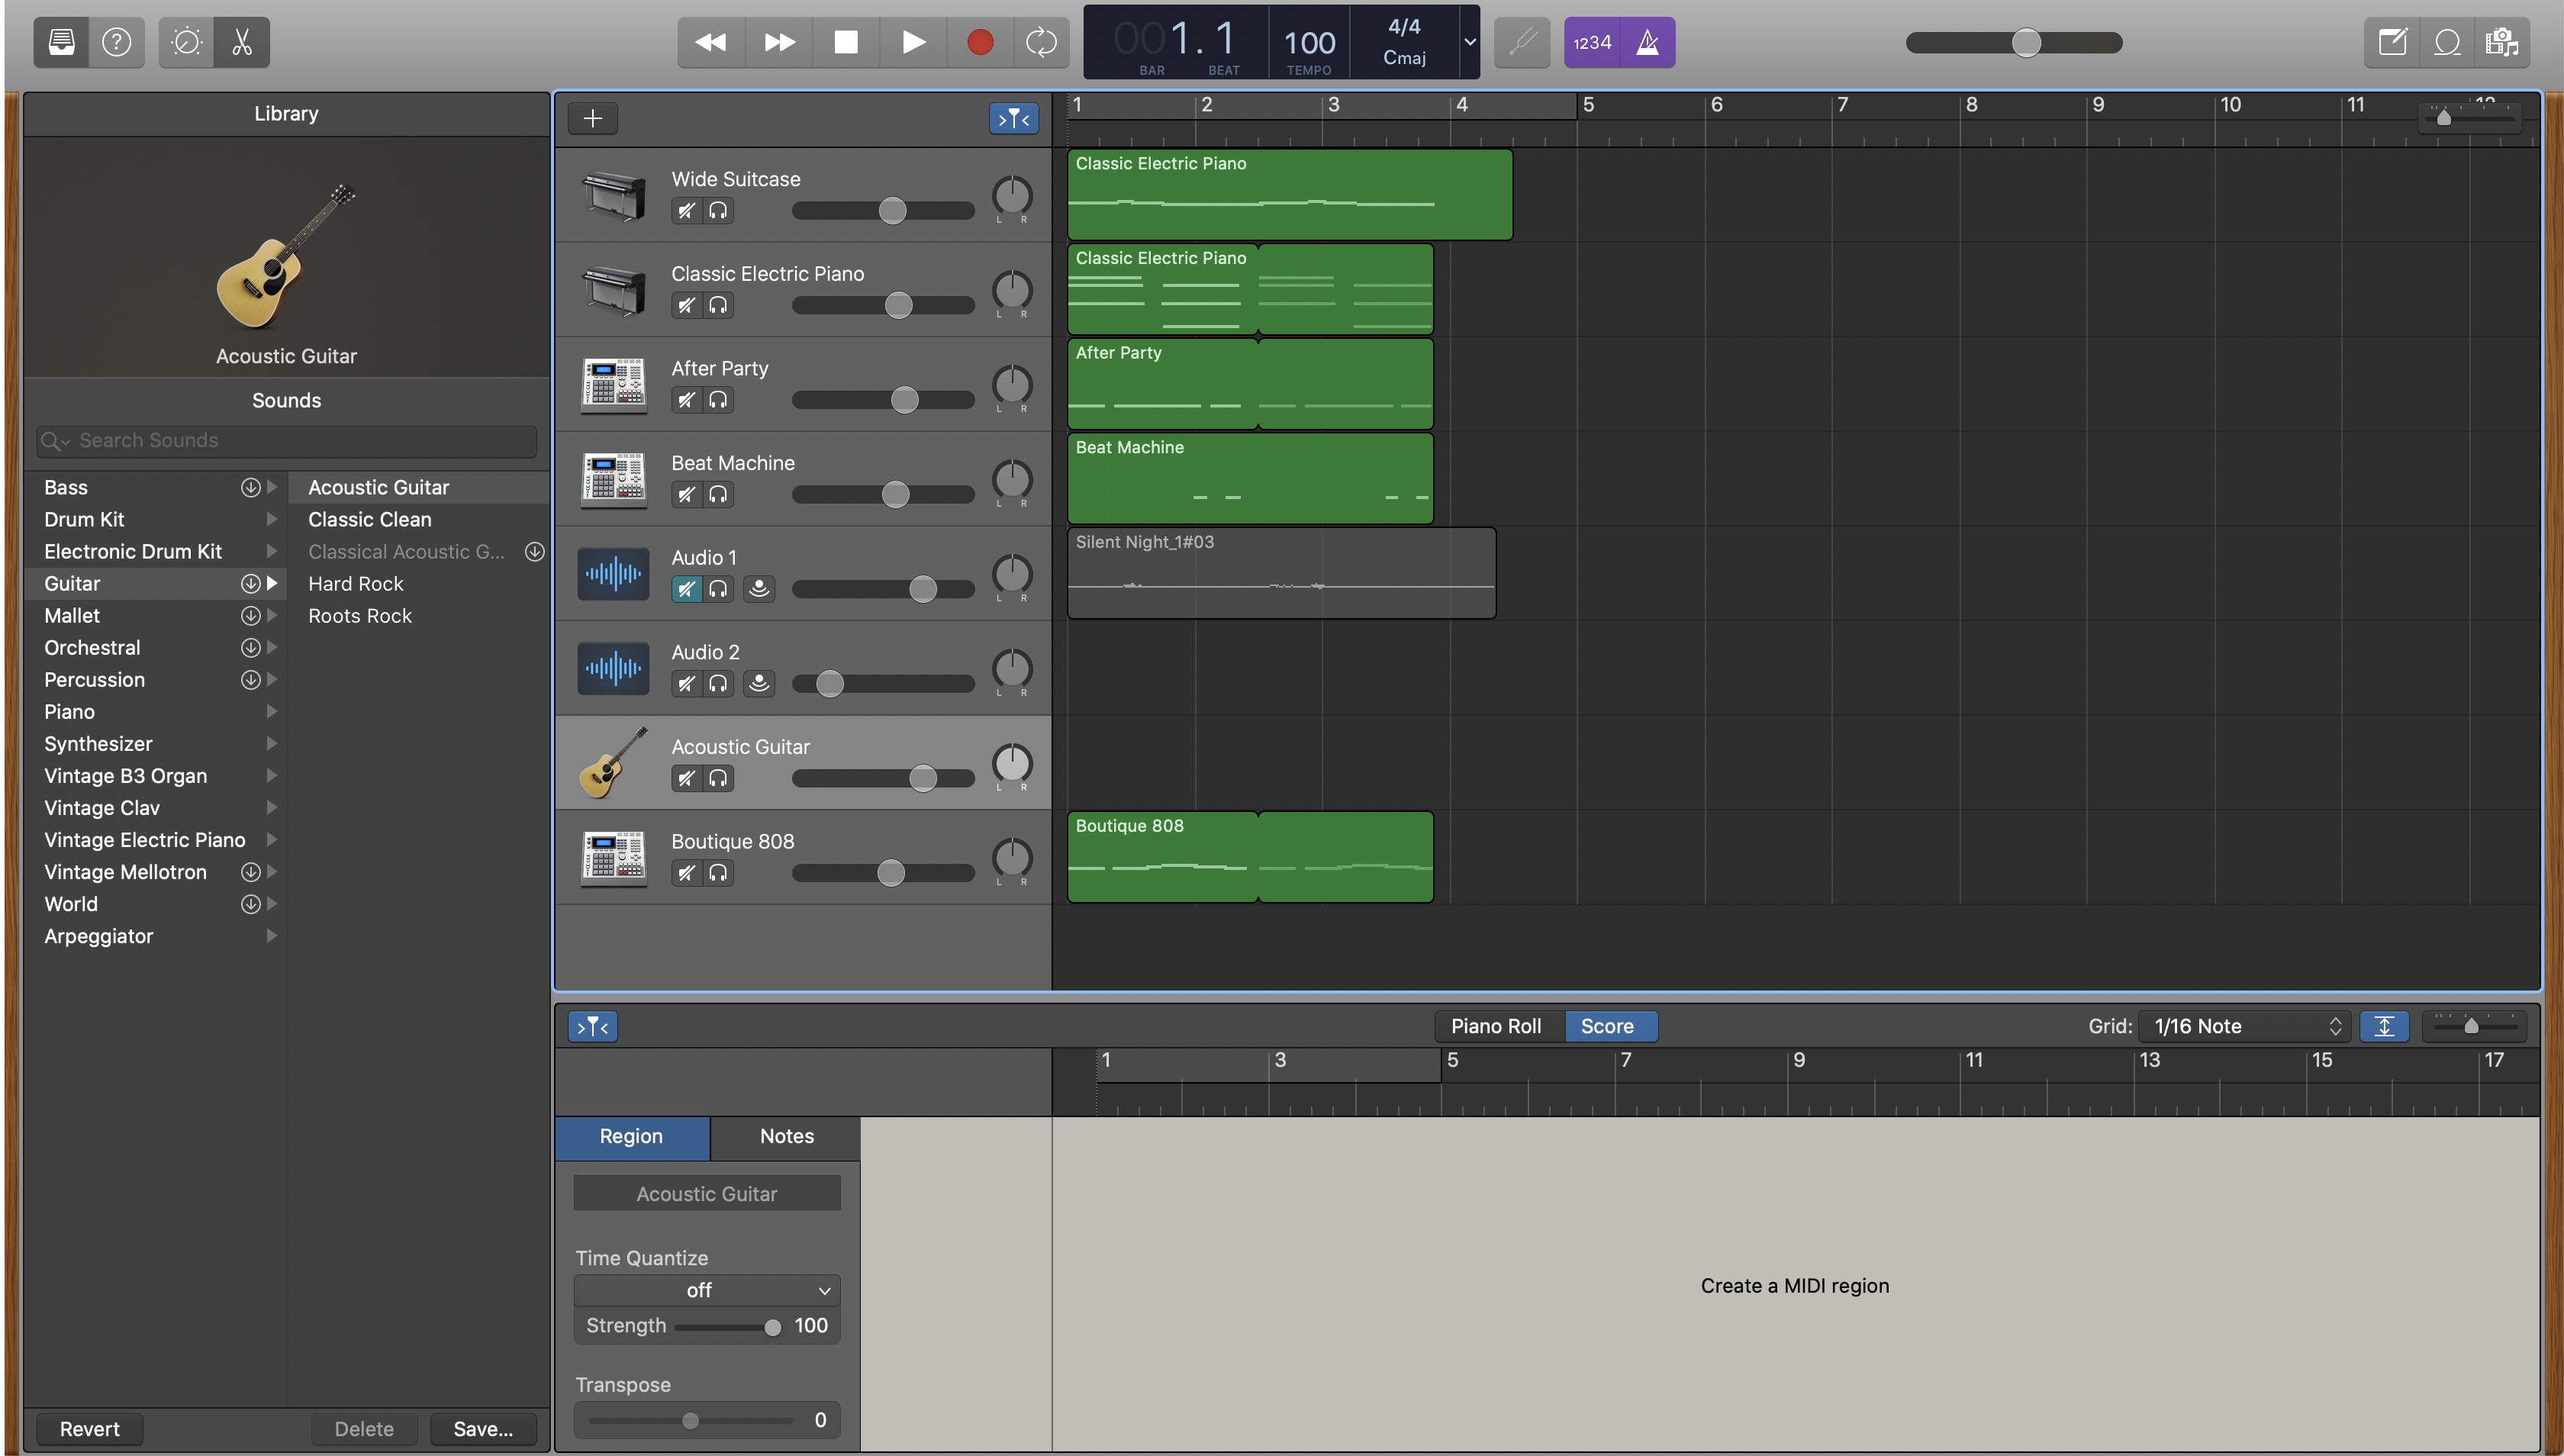 001. 1
BAR
BEAT
100
TEMPO
4/4
Cmaj
1234
Library
Acoustic Guitar
Sounds
Search Sounds
Bass
Drum Kit
Electronic Drum Kit
Guitar
Mallet
Orchestral
Percussion
Piano
Synthesizer
Vintage B3 Organ
Vintage Clav
Vintage Electric Piano
Vintage Mellotron
World
Arpeggiator
Acoustic Guitar
Classic Clean
Classical Acoustic G...
Hard Rock
Roots Rock
Revert
Delete
Save...
1 2 3 4 5 6 7 8 9 10 11 12
Wide Suitcase
L R
Classic Electric Piano
Classic Electric Piano
L R
Classic Electric Piano
After Party
L R
After Party
Beat Machine
L R
Beat Machine
Audio 1
L R
Silent Night_1#03
Audio 2
L R
Acoustic Guitar
L R
Boutique 808
L R
Boutique 808
Piano Roll
Score
Grid: 1/16 Note
1 3 5 7 9 11 13 15 17
Region
Notes
Acoustic Guitar
Time Quantize
off
Strength 100
Transpose
0
Create a MIDI region